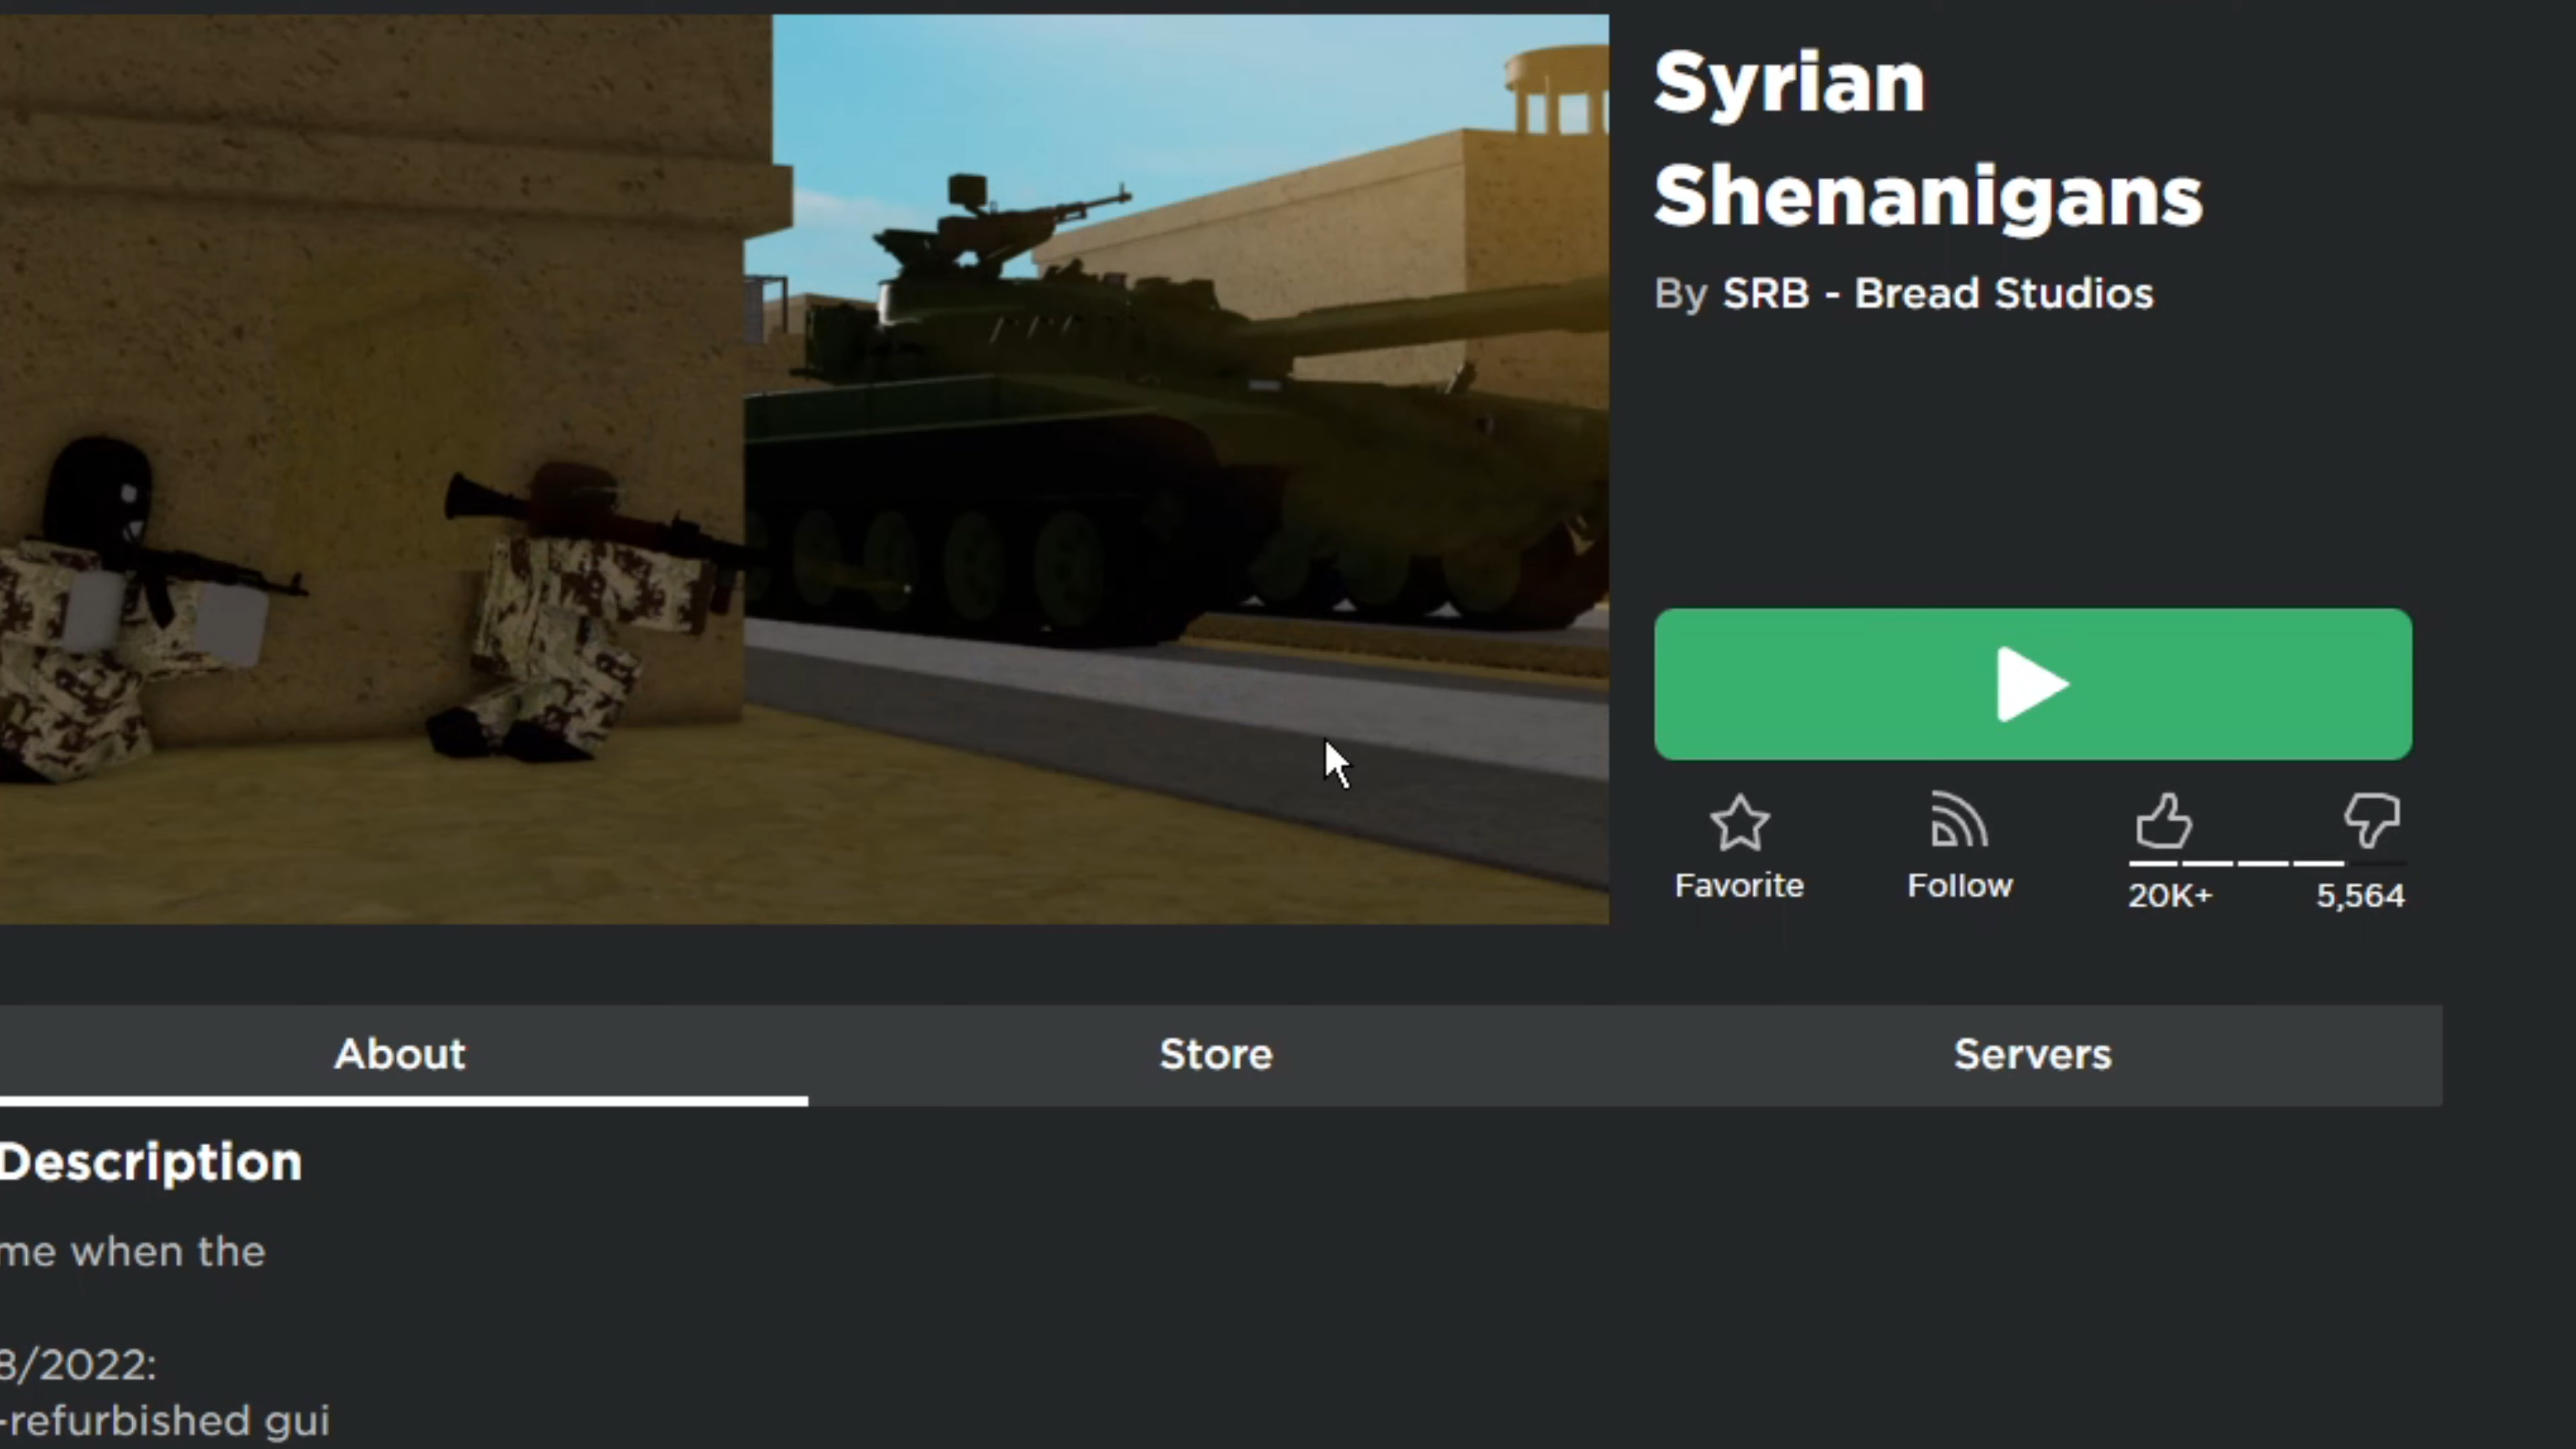 Syrian
Shenanigans
By SRB - Bread Studios
Favorite
Follow
20K+
5,564
About
Store
Servers
Description
me when the
8/2022:
-refurbished gui